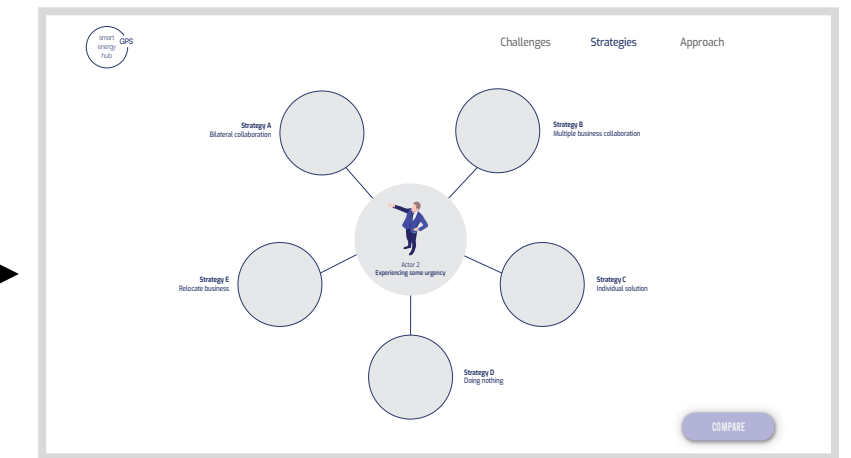 smart
energy
hub
GPS
Challenges
Strategies
Approach
Strategy A
Bilateral collaboration
Strategy B
Multiple business collaboration
Actor 2
Experiencing some urgency
Strategy E
Relocate business
Strategy C
Individual solution
Strategy D
Doing nothing
COMPARE